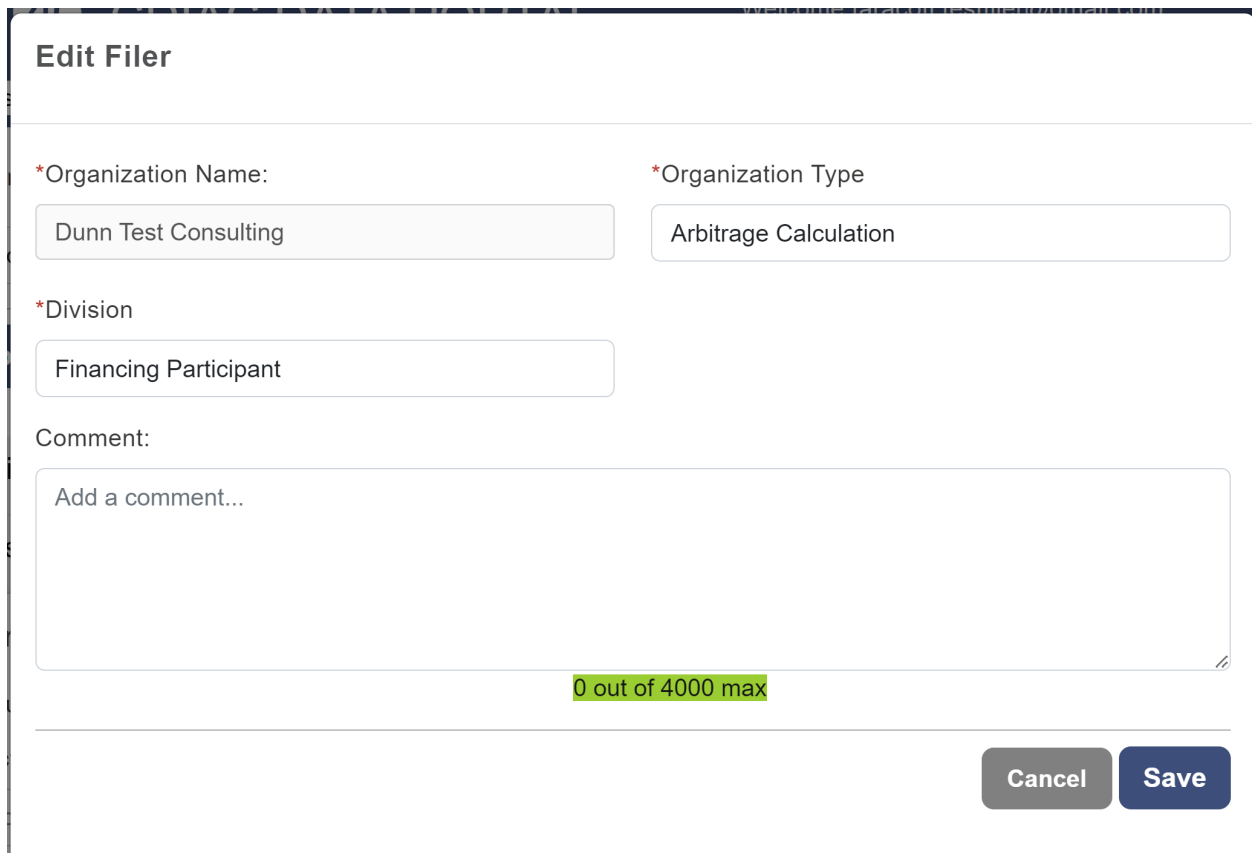 Edit Filer
*Organization Name:
*Organization Type
Dunn Test Consulting
Arbitrage Calculation
*Division
Financing Participant
Comment:
Add a comment...
0 out of 4000 max
Cancel
Save